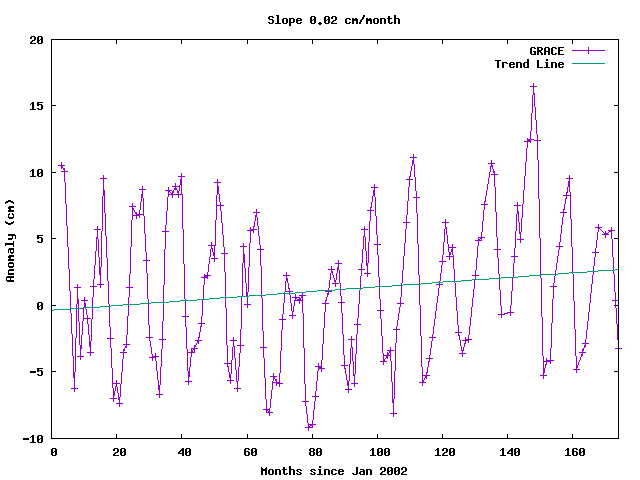 Slope 0.02 cm/month
20
GRACE
Trend Line
15
10
5
0
-5
-10
Anomaly (cm)
0 20 40 60 80 100 120 140 160
Months since Jan 2002